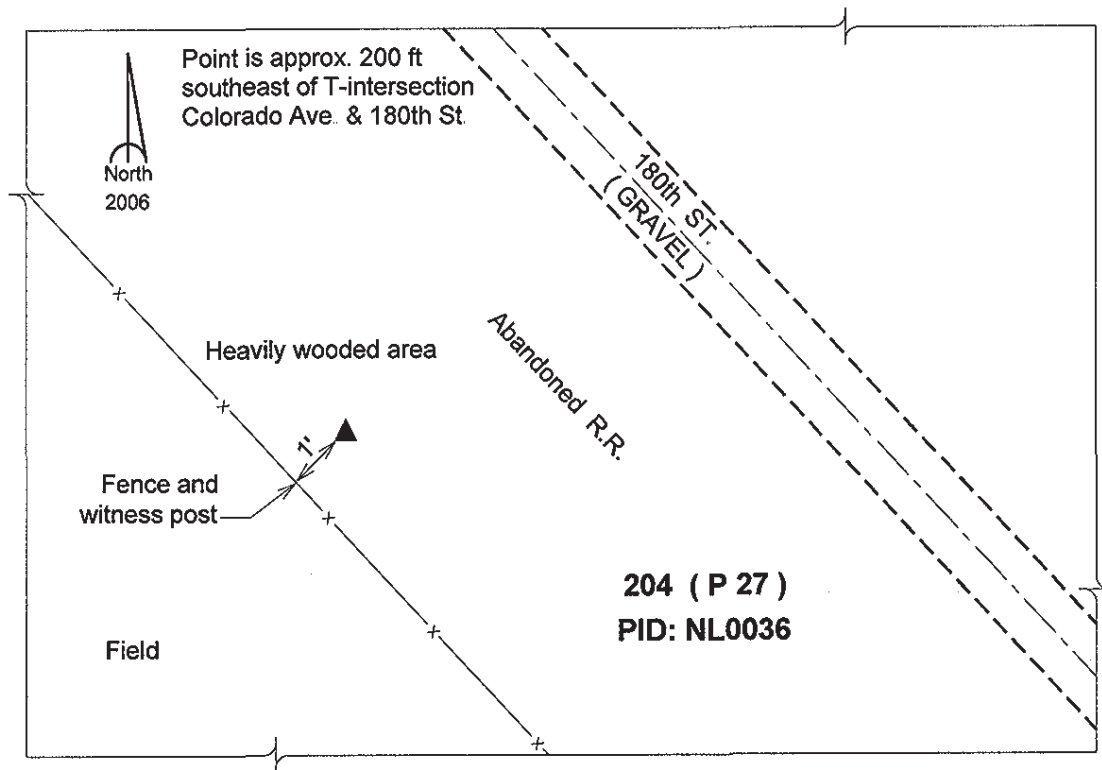 Point is approx. 200 ft
southeast of T-intersection
Colorado Ave. & 180th St.
North
2006
180th ST.
( GRAVEL )
Abandoned R.R.
Heavily wooded area
1'
Fence and
witness post
204 ( P 27 )
PID: NL0036
Field